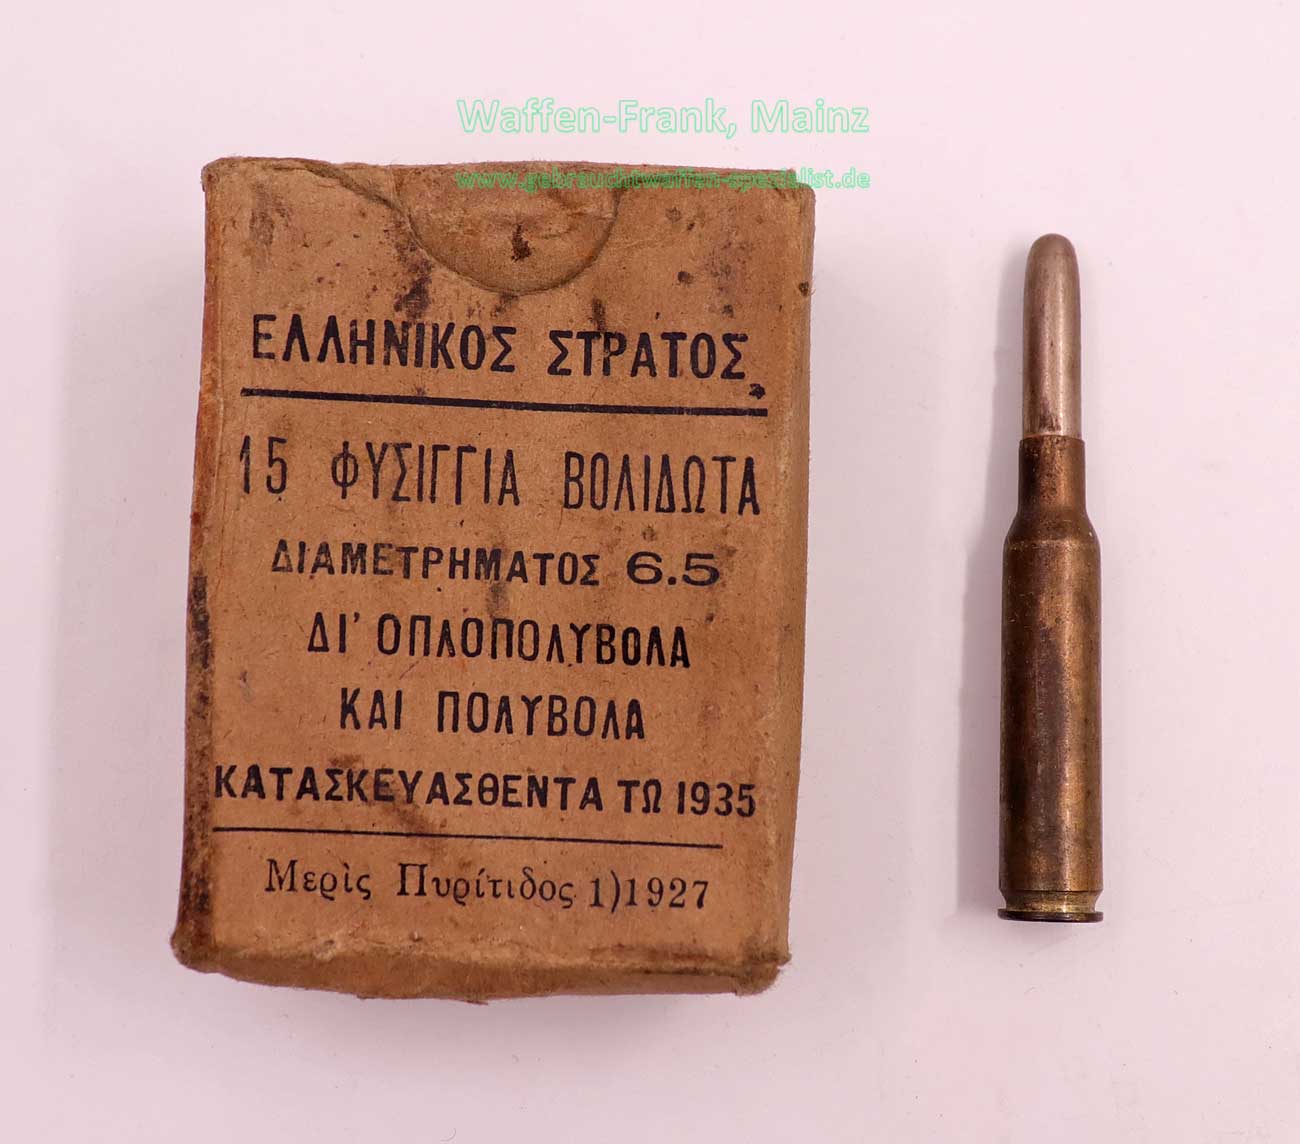 Waffen-Frank, Mainz
www.gebrauchtwaffen-spezialist.de
ΕΛΛΗΝΙΚΟΣ ΣΤΡΑΤΟΣ
15 ΦΥΣΙΓΓΙΑ ΒΟΛΙΔΩΤΑ
ΔΙΑΜΕΤΡΗΜΑΤΟΣ 6.5
ΔΙ' ΟΠΛΟΠΟΛΥΒΟΛΑ
ΚΑΙ ΠΟΛΥΒΟΛΑ
ΚΑΤΑΣΚΕΥΑΣΘΕΝΤΑ ΤΩ 1935
Μερὶς Πυρίτιδος 1)1927